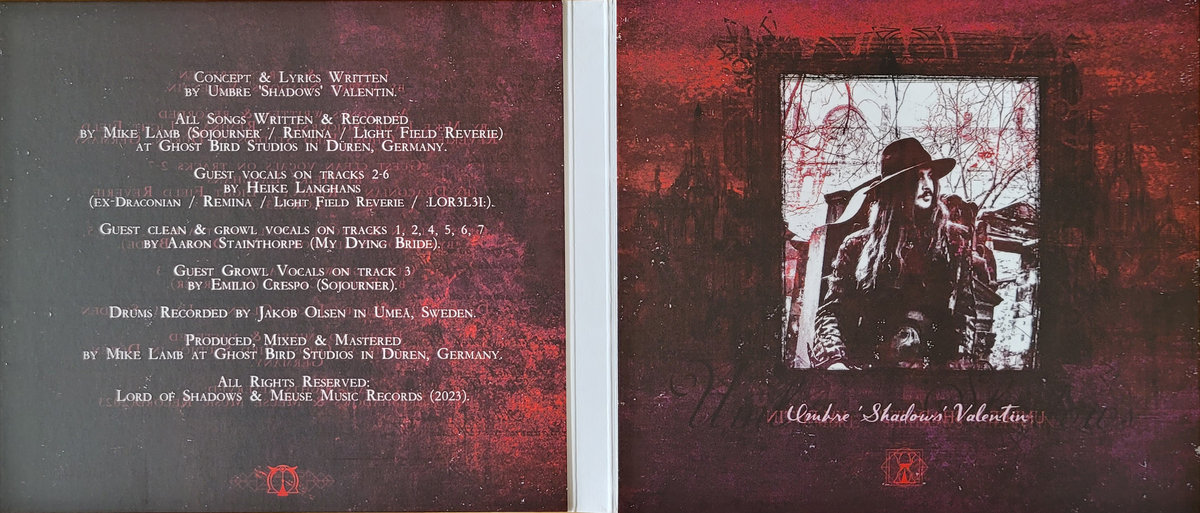 Concept & Lyrics Written
by Umbre 'Shadows' Valentin.
All Songs Written & Recorded
by Mike Lamb (Sojourner / Remina / Light Field Reverie)
at Ghost Bird Studios in Düren, Germany.
Guest vocals on tracks 2-6
by Heike Langhans
(ex-Draconian / Remina / Light Field Reverie / :LOR3L3I:).
Guest clean & growl vocals on tracks 1, 2, 4, 5, 6, 7
by Aaron Stainthorpe (My Dying Bride).
Guest Growl Vocals on track 3
by Emilio Crespo (Sojourner).
Drums Recorded by Jakob Olsen in Umeå, Sweden.
Produced, Mixed & Mastered
by Mike Lamb at Ghost Bird Studios in Düren, Germany.
All Rights Reserved:
Lord of Shadows & Meuse Music Records (2023).
Umbre 'Shadows' Valentin